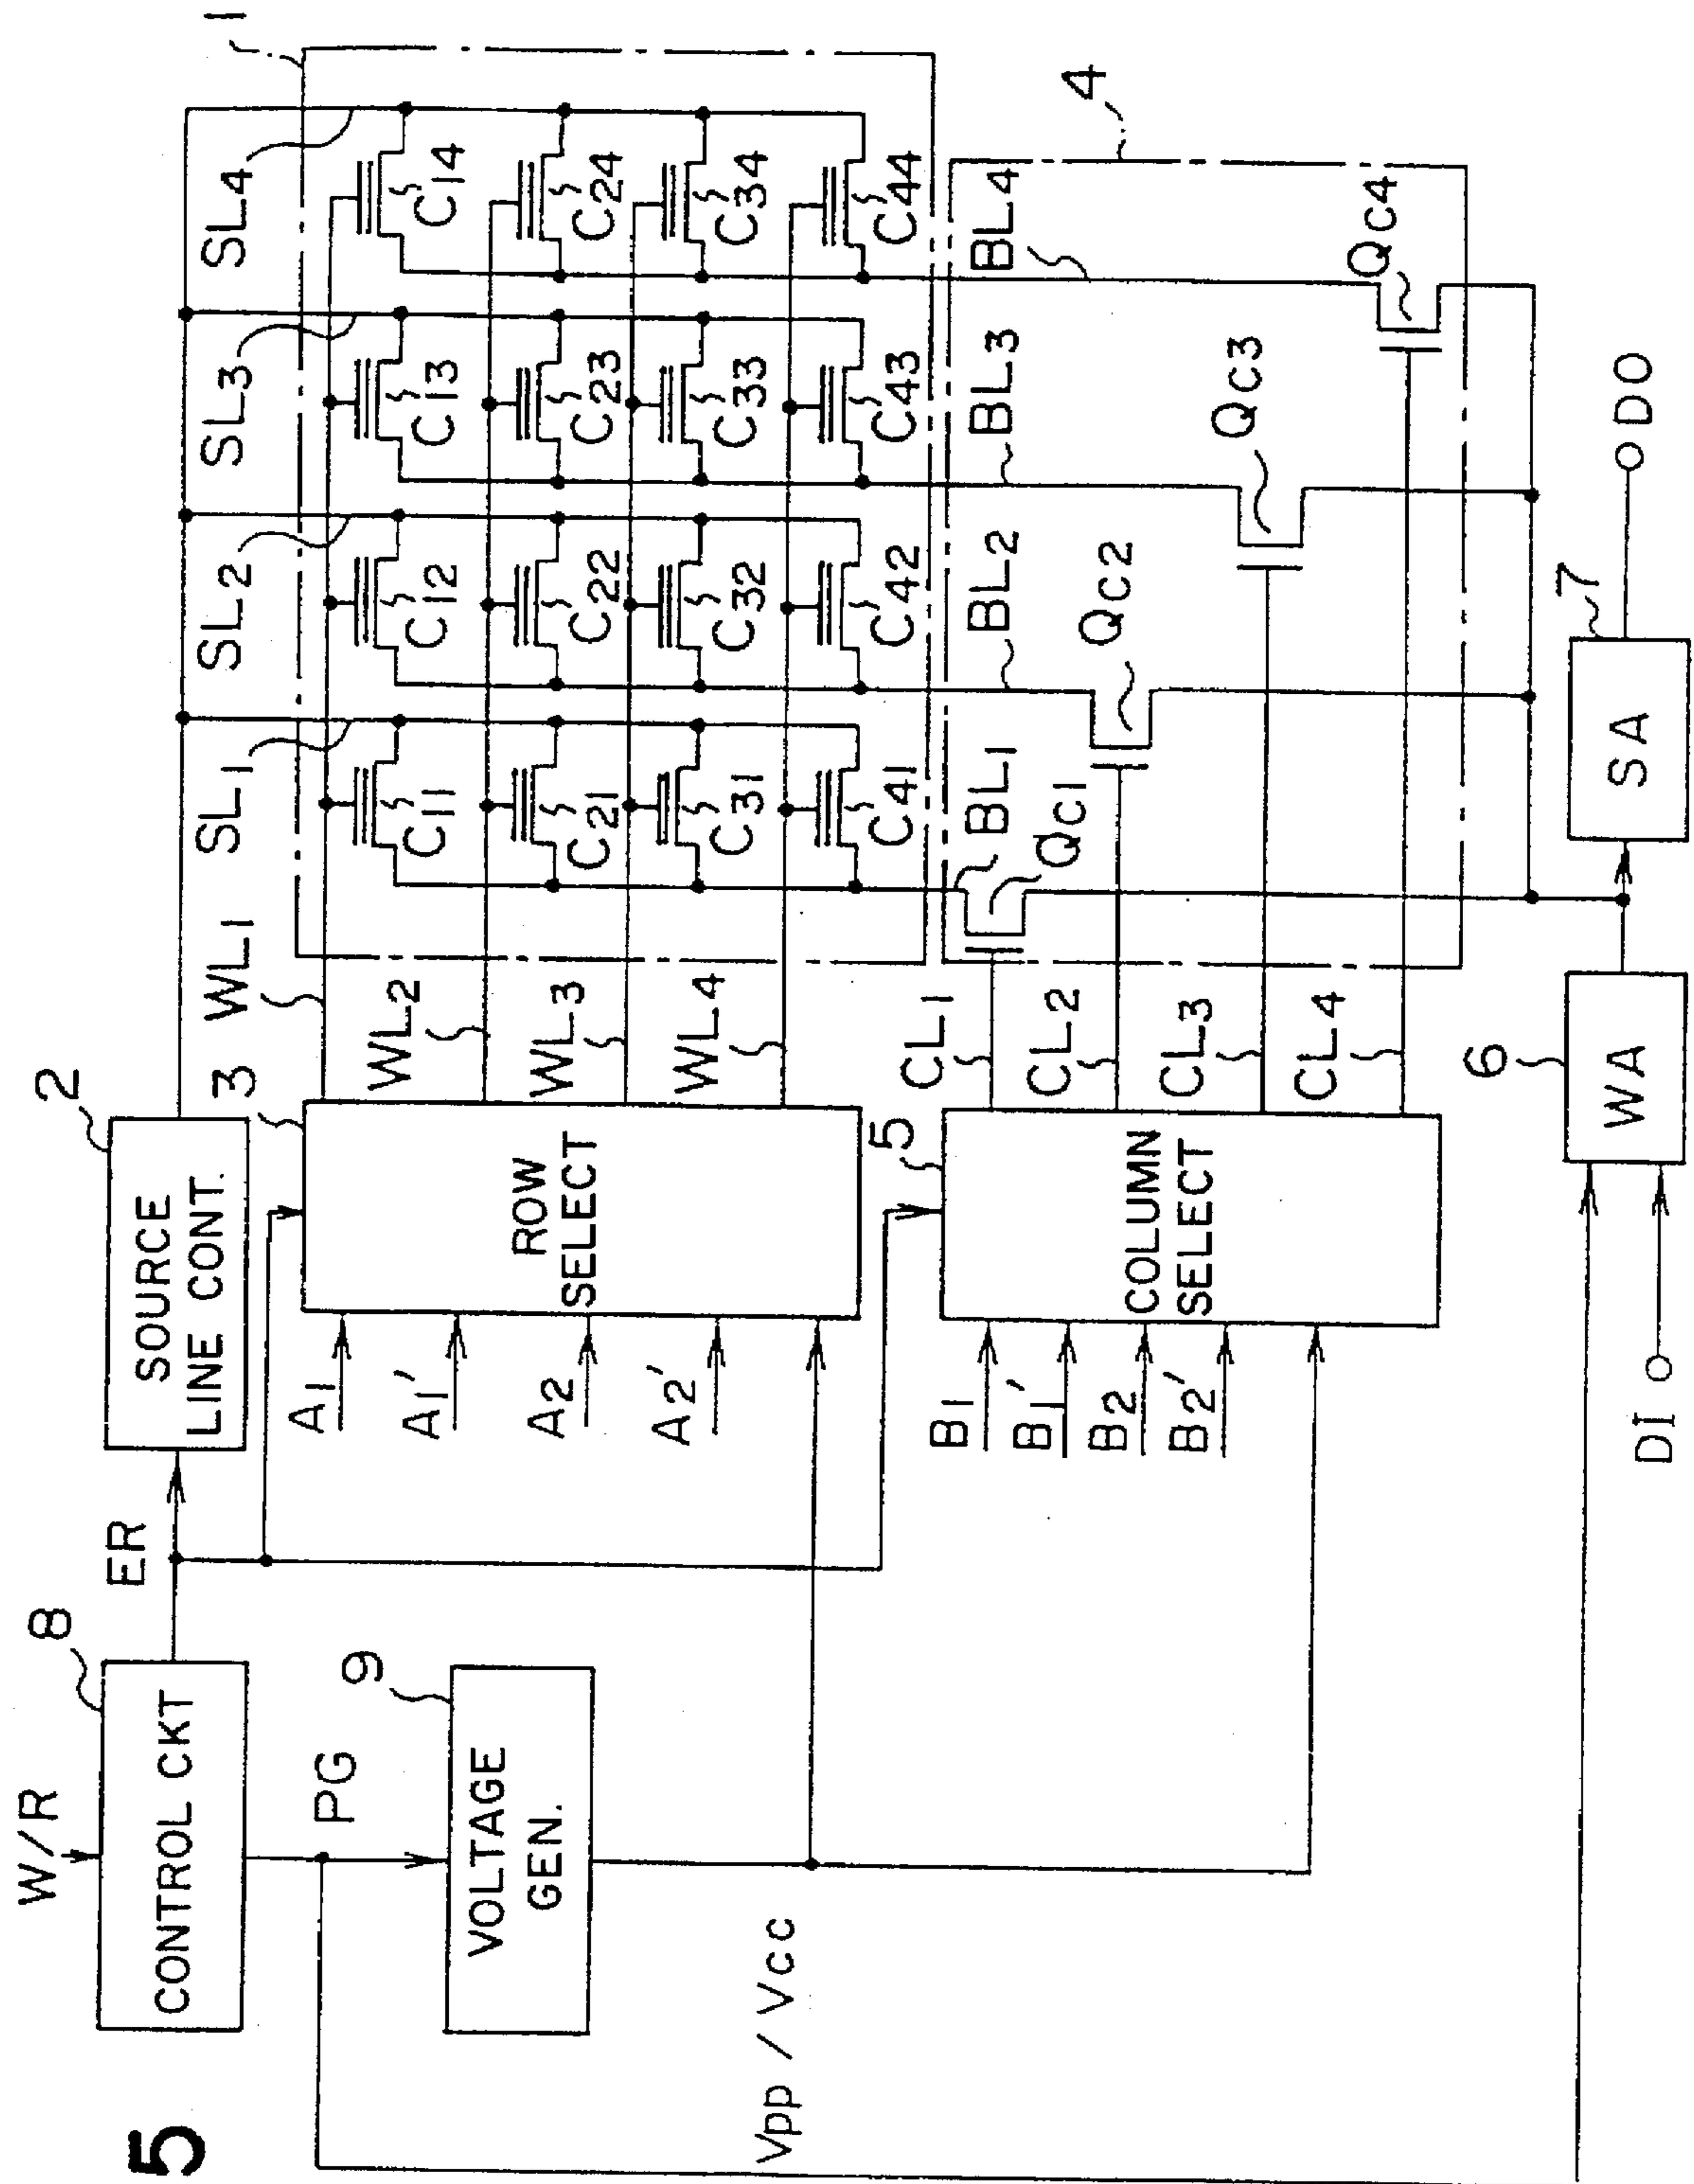 5
W/R
8
CONTROL CKT
ER
2
SOURCE
LINE CONT.
PG
9
VOLTAGE
GEN.
Vpp / Vcc
3
ROW
SELECT
A1
A1'
A2
A2'
5
COLUMN
SELECT
B1
B1'
B2
B2'
WL1
WL2
WL3
WL4
CL1
CL2
CL3
CL4
1
SL1
SL2
SL3
SL4
C11
C12
C13
C14
C21
C22
C23
C24
C31
C32
C33
C34
C41
C42
C43
C44
4
BL1
BL2
BL3
BL4
QC1
QC2
QC3
QC4
6
WA
DI
7
SA
DO